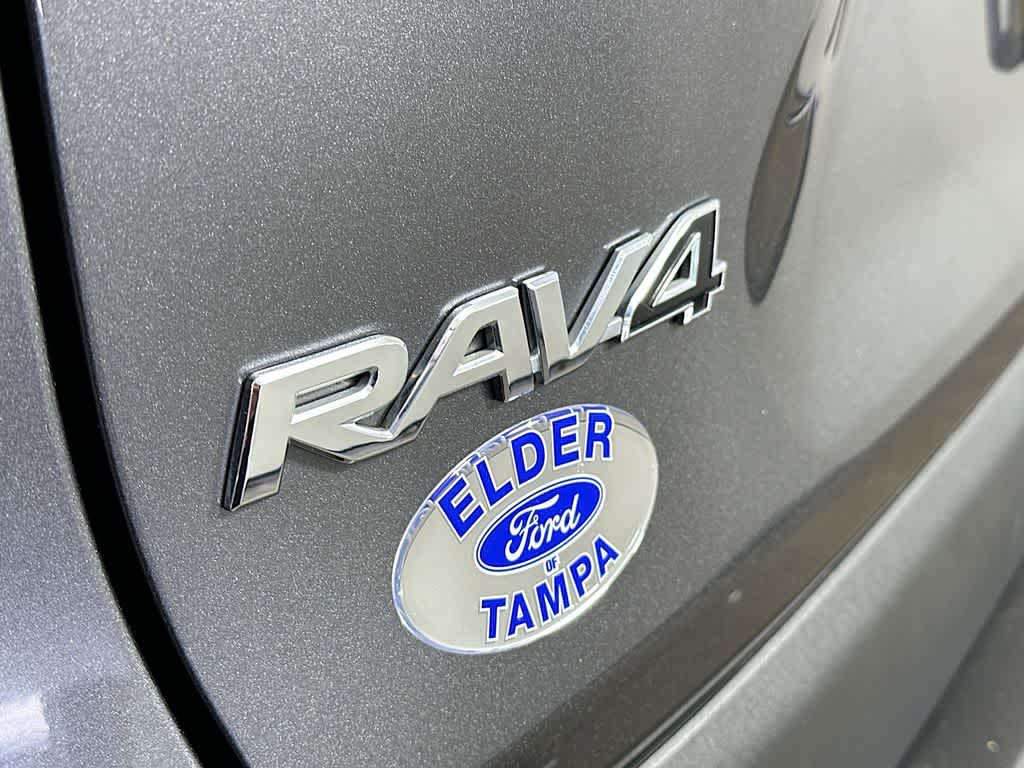 RAV4
ELDER
Ford
OF
TAMPA